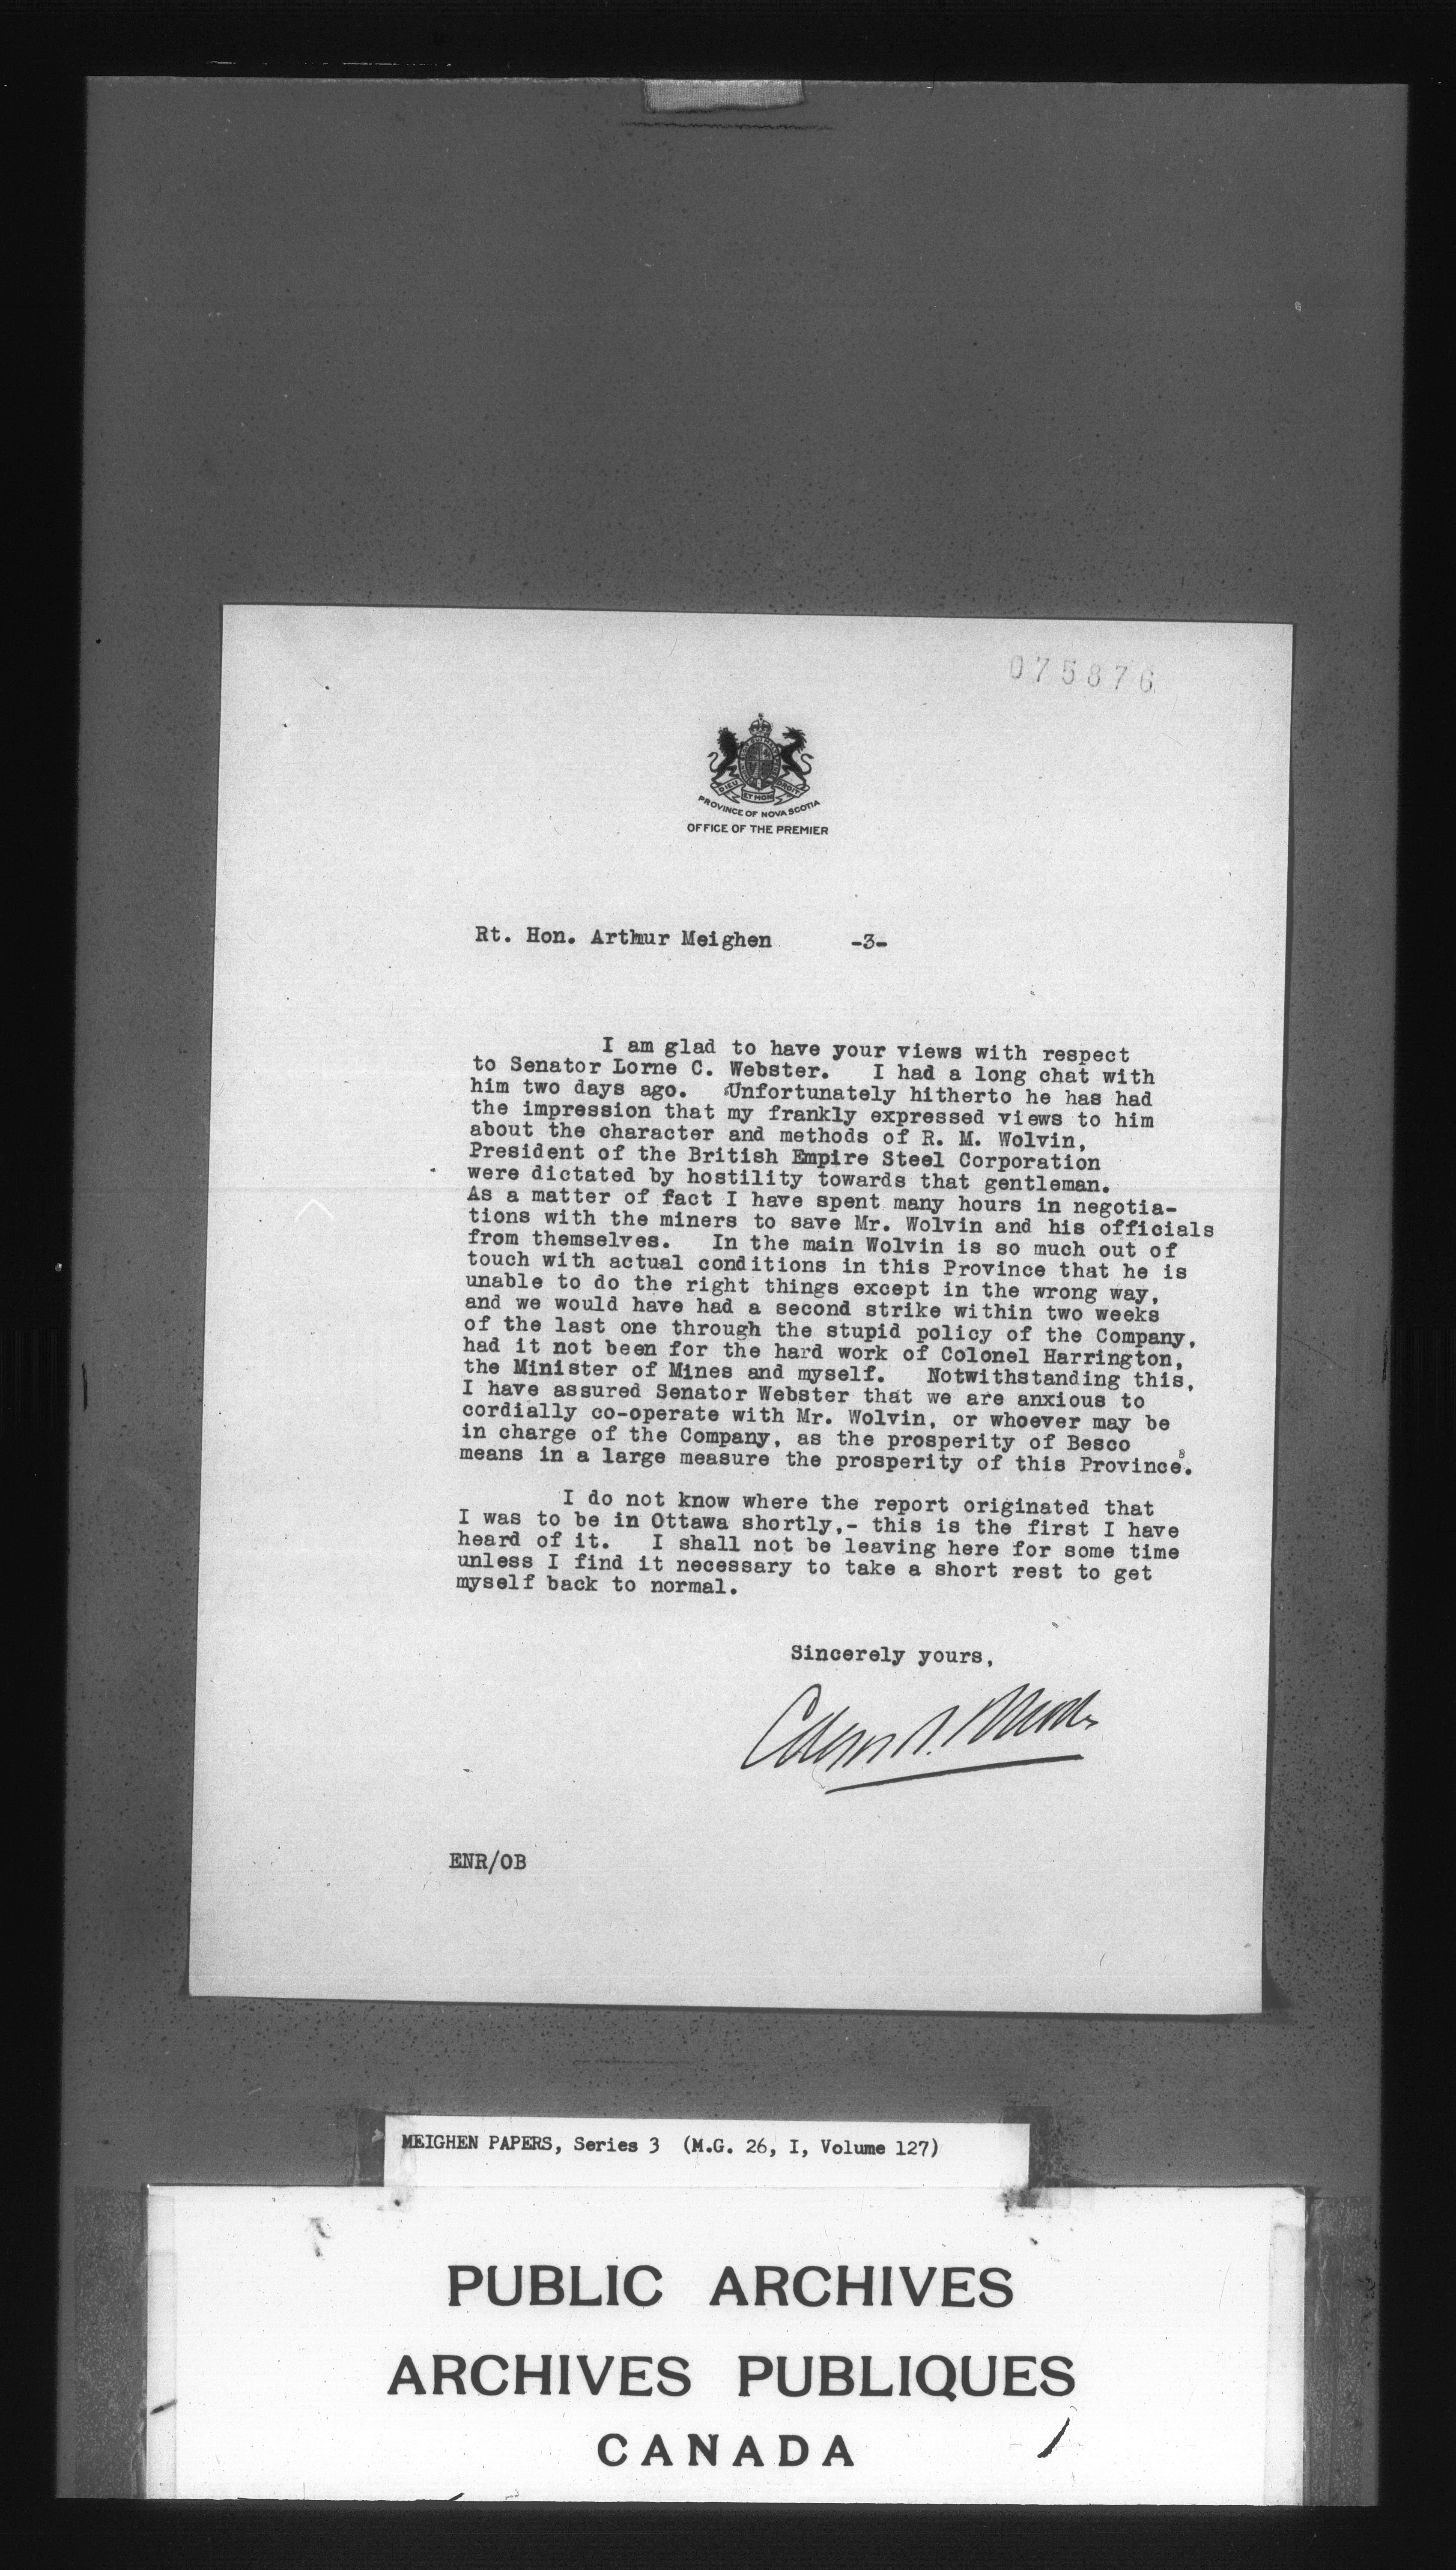 075876
DIEU ET MON DROIT
PROVINCE OF NOVA SCOTIA
OFFICE OF THE PREMIER
Rt. Hon. Arthur Meighen -3-
I am glad to have your views with respect
to Senator Lorne C. Webster. I had a long chat with
him two days ago. Unfortunately hitherto he has had
the impression that my frankly expressed views to him
about the character and methods of R. M. Wolvin,
President of the British Empire Steel Corporation
were dictated by hostility towards that gentleman.
As a matter of fact I have spent many hours in negotia-
tions with the miners to save Mr. Wolvin and his officials
from themselves. In the main Wolvin is so much out of
touch with actual conditions in this Province that he is
unable to do the right things except in the wrong way,
and we would have had a second strike within two weeks
of the last one through the stupid policy of the Company,
had it not been for the hard work of Colonel Harrington,
the Minister of Mines and myself. Notwithstanding this,
I have assured Senator Webster that we are anxious to
cordially co-operate with Mr. Wolvin, or whoever may be
in charge of the Company, as the prosperity of Besco
means in a large measure the prosperity of this Province.
I do not know where the report originated that
I was to be in Ottawa shortly,- this is the first I have
heard of it. I shall not be leaving here for some time
unless I find it necessary to take a short rest to get
myself back to normal.
Sincerely yours,
ENR/OB
MEIGHEN PAPERS, Series 3 (M.G. 26, I, Volume 127)
PUBLIC ARCHIVES
ARCHIVES PUBLIQUES
CANADA